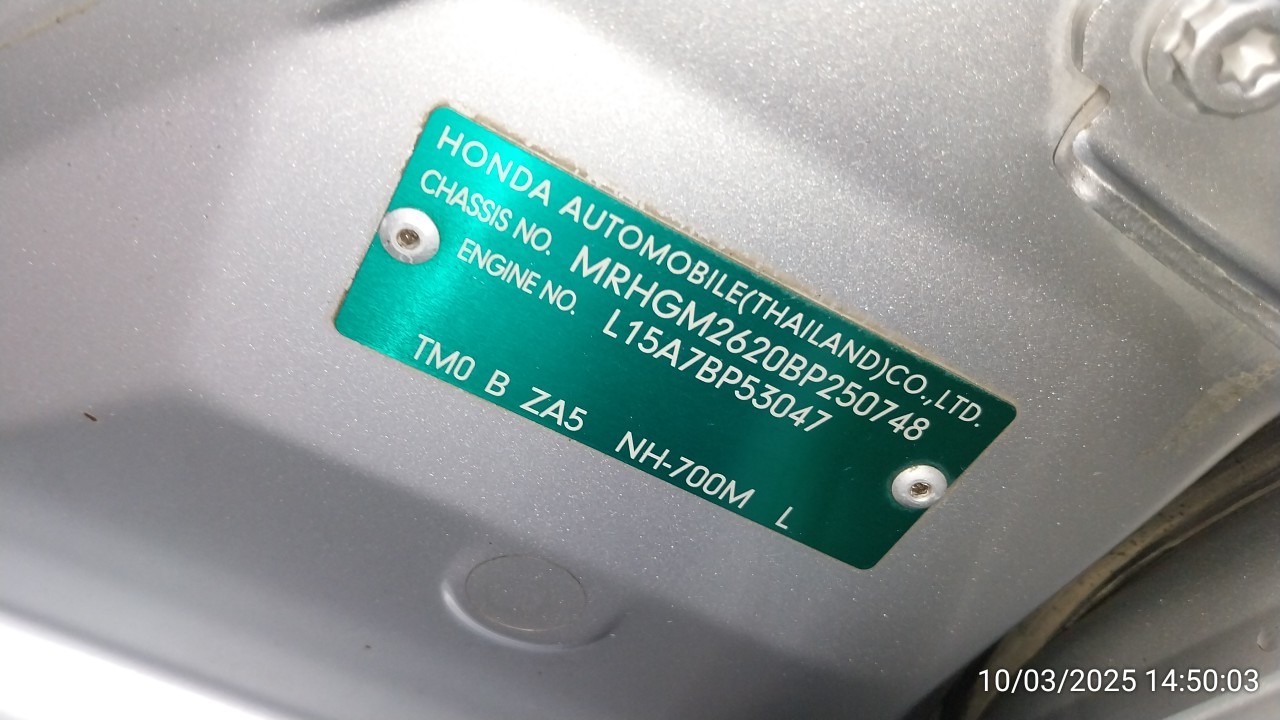 HONDA AUTOMOBILE(THAILAND)CO.,LTD.
CHASSIS NO. MRHGM2620BP250748
ENGINE NO. L15A7BP53047
TM0 B ZA5 NH-700M L
10/03/2025 14:50:03